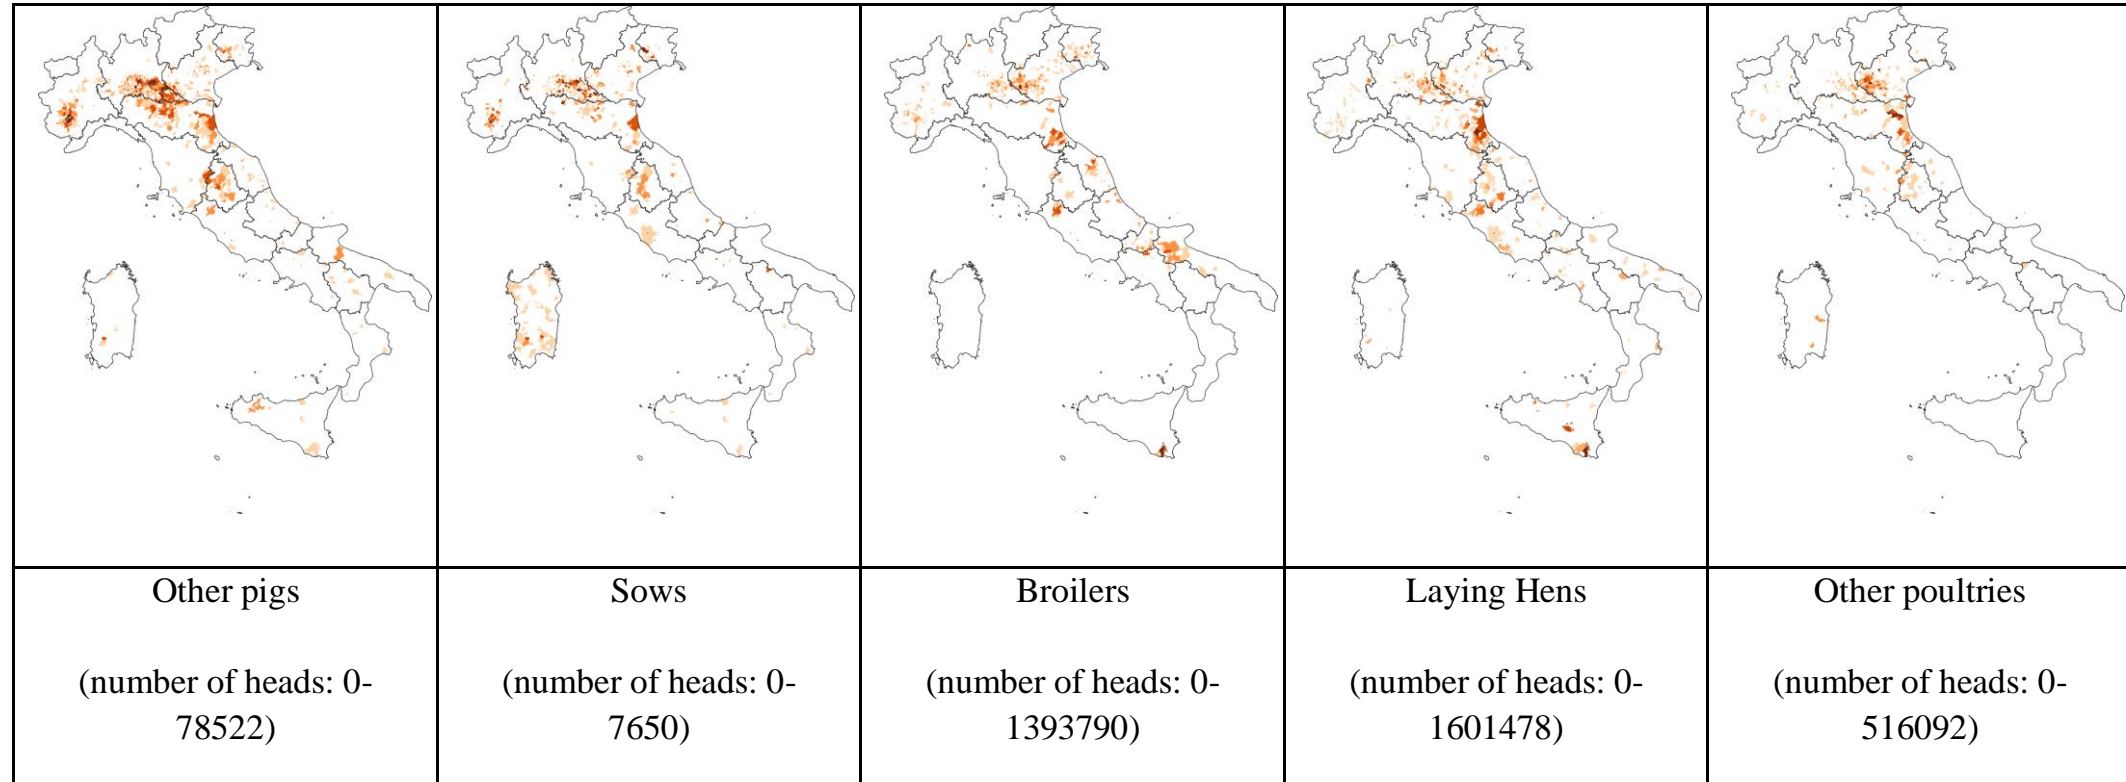 Other pigs
(number of heads: 0-
78522)
Sows
(number of heads: 0-
7650)
Broilers
(number of heads: 0-
1393790)
Laying Hens
(number of heads: 0-
1601478)
Other poultries
(number of heads: 0-
516092)